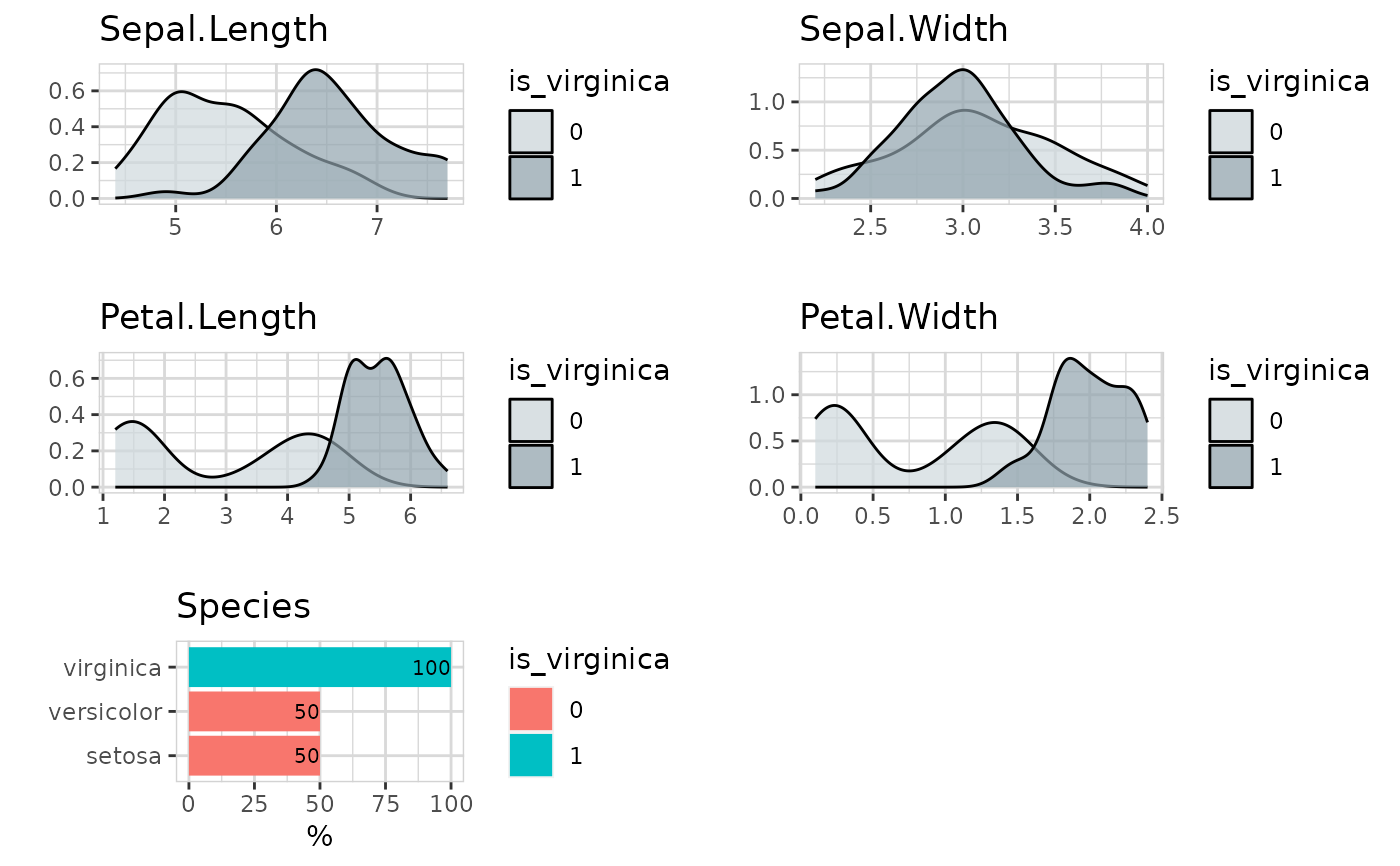 Sepal.Length
0.6
0.4
0.2
0.0
5 6 7
is_virginica
0
1
Sepal.Width
1.0
0.5
0.0
2.5 3.0 3.5 4.0
is_virginica
0
1
Petal.Length
0.6
0.4
0.2
0.0
1 2 3 4 5 6
is_virginica
0
1
Petal.Width
1.0
0.5
0.0
0.0 0.5 1.0 1.5 2.0 2.5
is_virginica
0
1
Species
virginica 100
versicolor 50
setosa 50
0 25 50 75 100
%
is_virginica
0
1